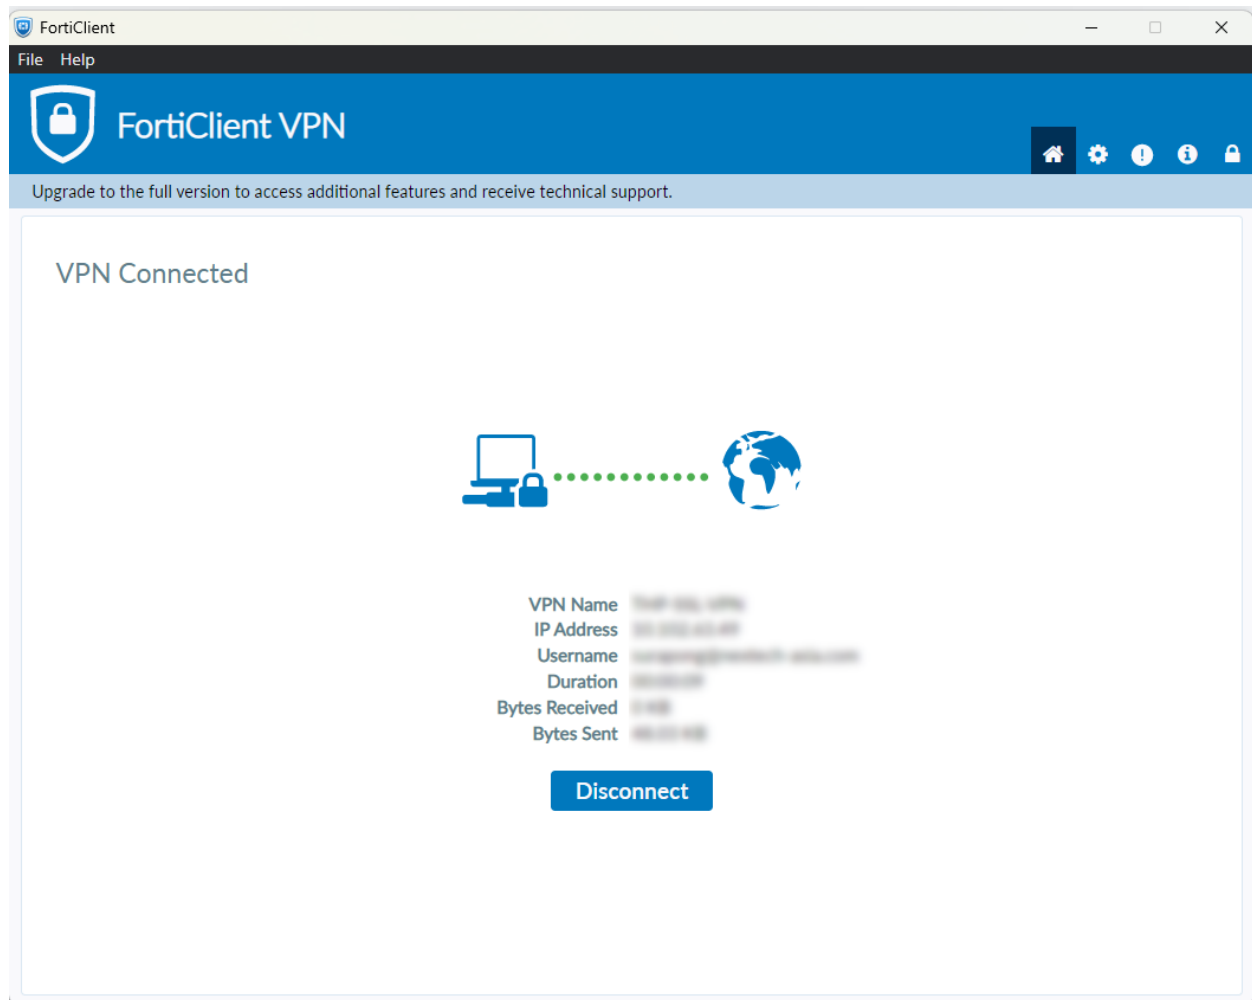 FortiClient
File Help
FortiClient VPN
Upgrade to the full version to access additional features and receive technical support.
VPN Connected
VPN Name
IP Address
Username
Duration
Bytes Received
Bytes Sent
Disconnect